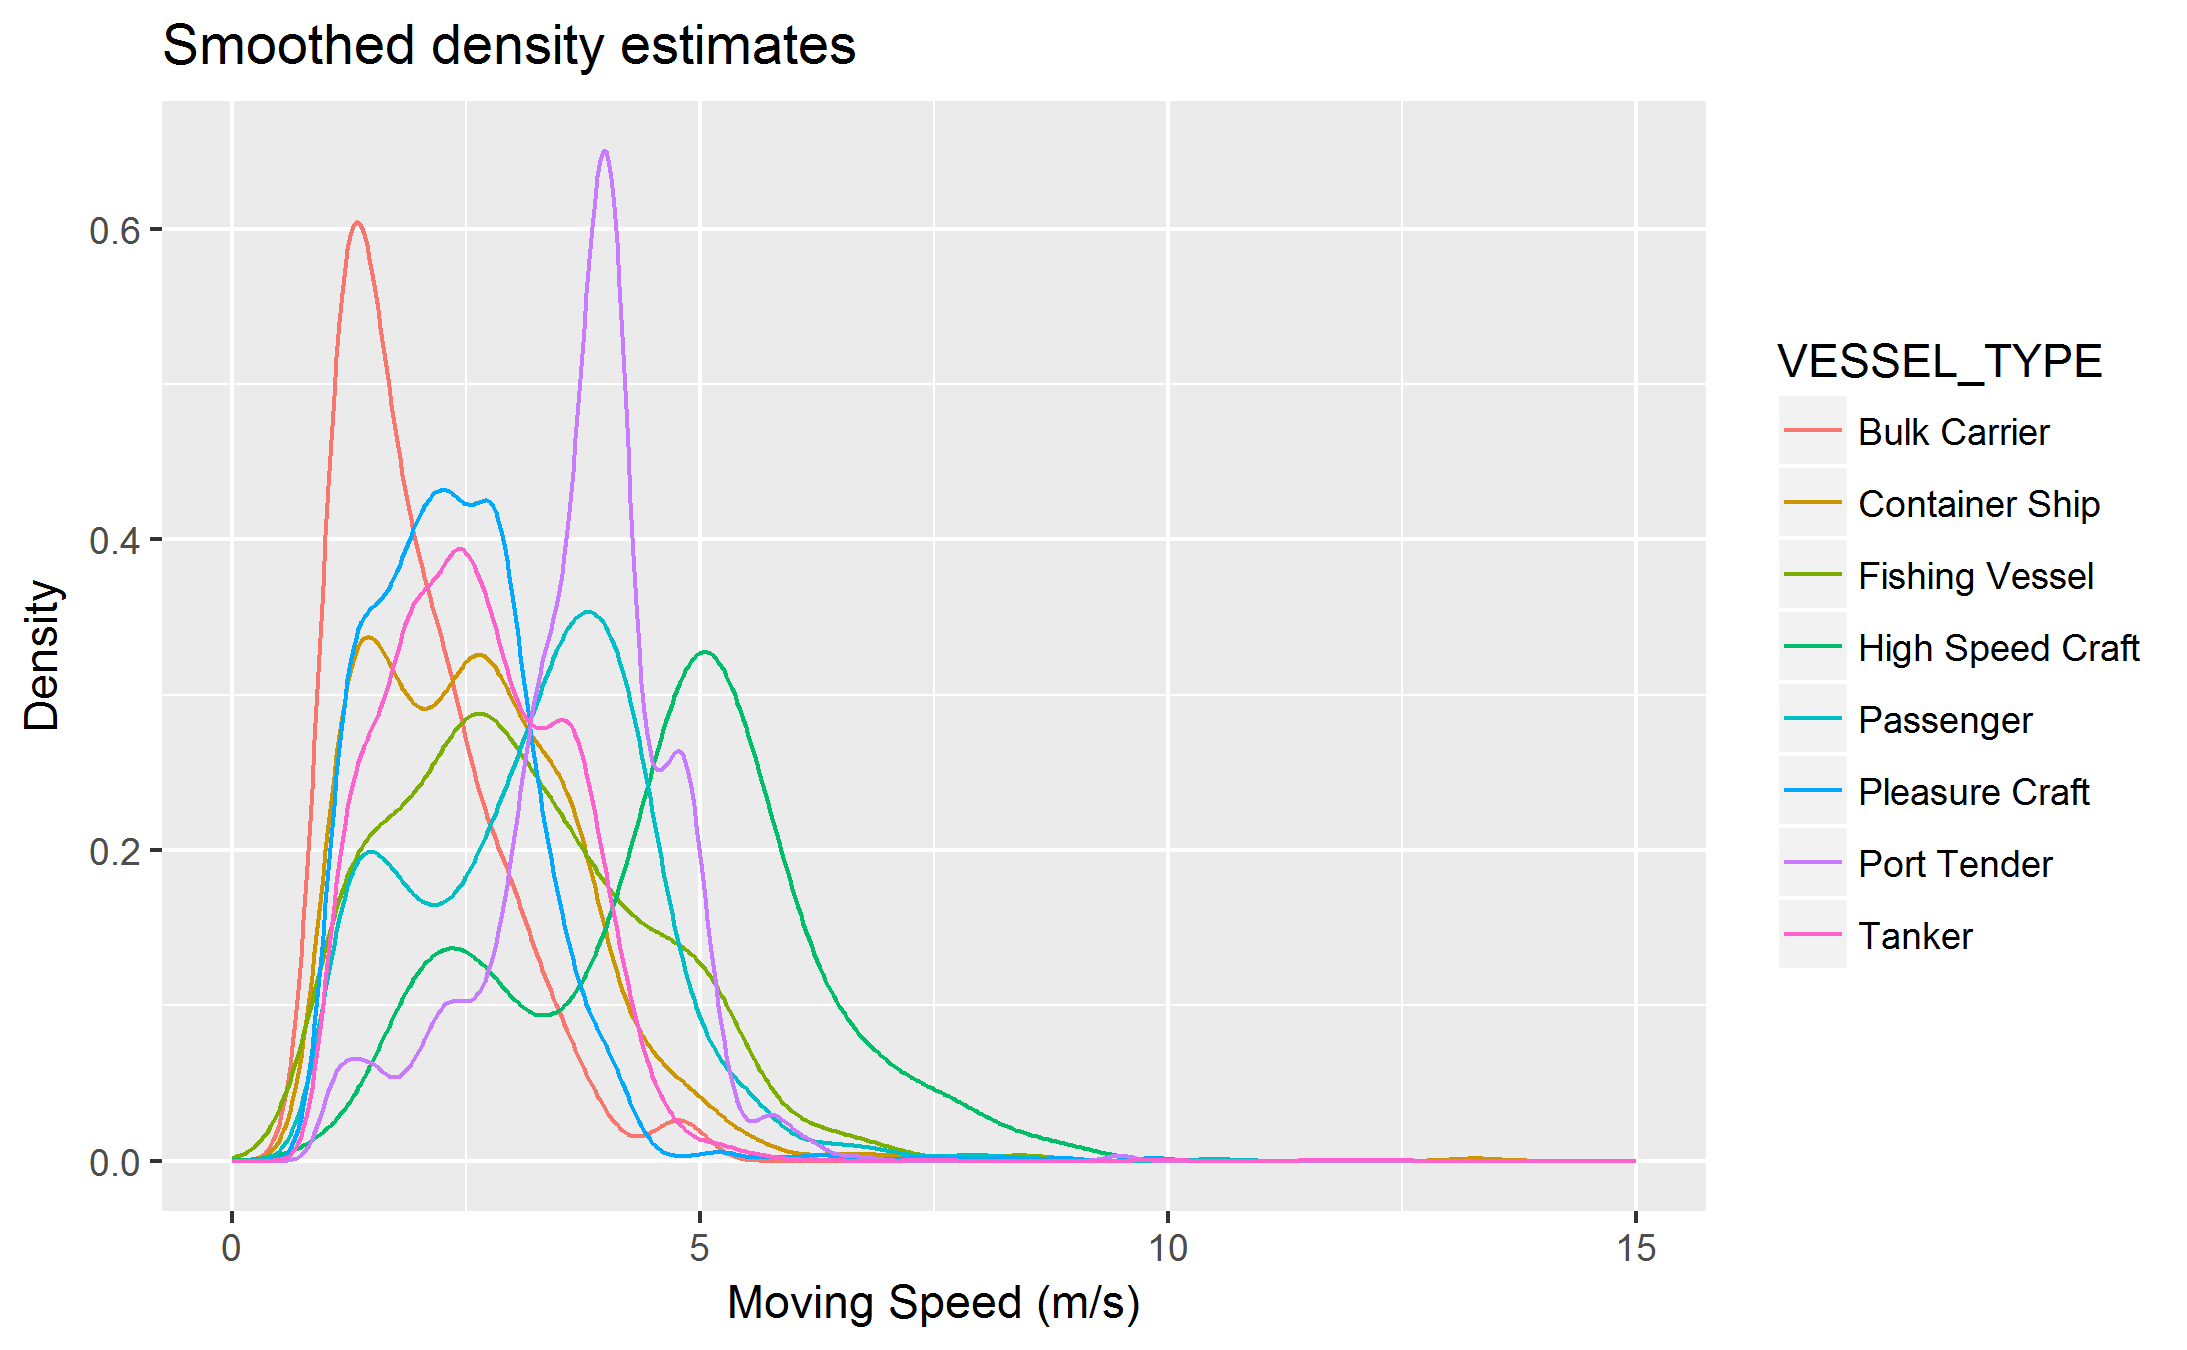 Smoothed density estimates
0.6
0.4
0.2
0.0
Density
0 5 10 15
Moving Speed (m/s)
VESSEL_TYPE
Bulk Carrier
Container Ship
Fishing Vessel
High Speed Craft
Passenger
Pleasure Craft
Port Tender
Tanker